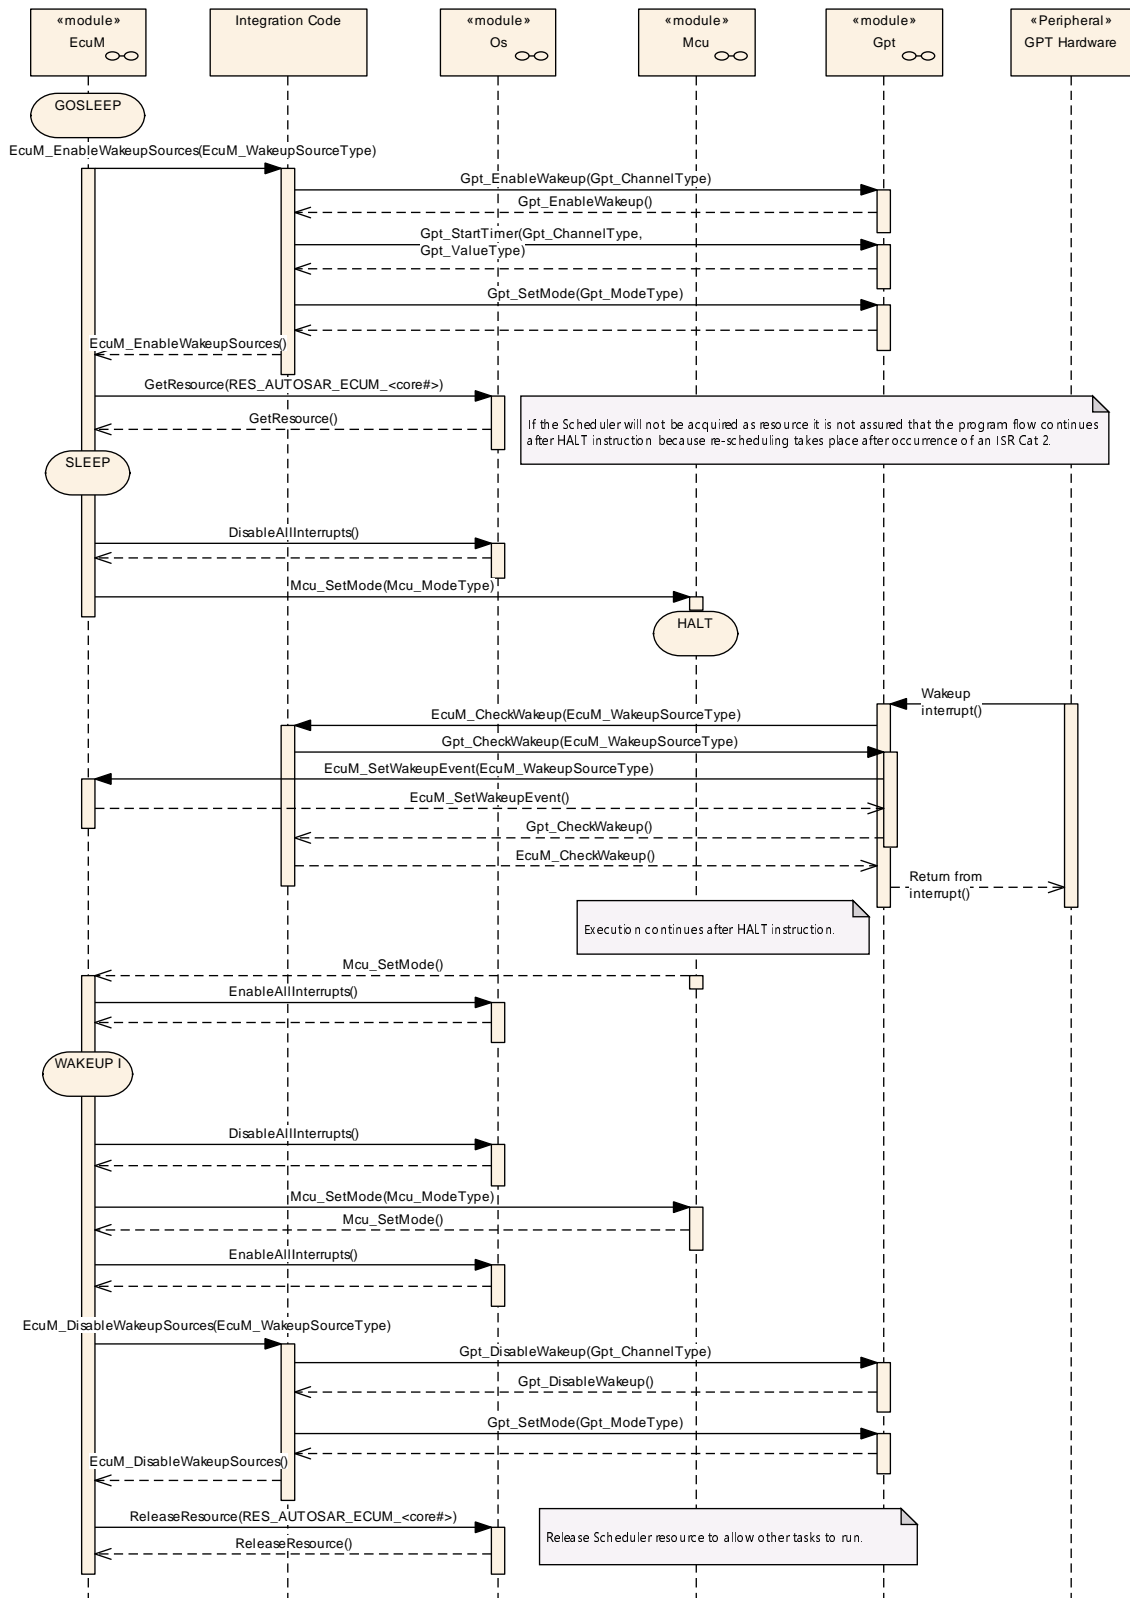 «module»
EcuM
Integration Code
«module»
Os
«module»
Mcu
«module»
Gpt
«Peripheral»
GPT Hardware
GOSLEEP
EcuM_EnableWakeupSources(EcuM_WakeupSourceType)
Gpt_EnableWakeup(Gpt_ChannelType)
Gpt_EnableWakeup()
Gpt_StartTimer(Gpt_ChannelType,
Gpt_ValueType)
Gpt_SetMode(Gpt_ModeType)
EcuM_EnableWakeupSources()
GetResource(RES_AUTOSAR_ECUM_<core#>)
GetResource()
If the Scheduler will not be acquired as resource it is not assured that the program flow continues
after HALT instruction because re-scheduling takes place after occurrence of an ISR Cat 2.
SLEEP
DisableAllInterrupts()
Mcu_SetMode(Mcu_ModeType)
HALT
Wakeup
interrupt()
EcuM_CheckWakeup(EcuM_WakeupSourceType)
Gpt_CheckWakeup(EcuM_WakeupSourceType)
EcuM_SetWakeupEvent(EcuM_WakeupSourceType)
EcuM_SetWakeupEvent()
Gpt_CheckWakeup()
EcuM_CheckWakeup()
Return from
interrupt()
Execution continues after HALT instruction.
Mcu_SetMode()
EnableAllInterrupts()
WAKEUP I
DisableAllInterrupts()
Mcu_SetMode(Mcu_ModeType)
Mcu_SetMode()
EnableAllInterrupts()
EcuM_DisableWakeupSources(EcuM_WakeupSourceType)
Gpt_DisableWakeup(Gpt_ChannelType)
Gpt_DisableWakeup()
Gpt_SetMode(Gpt_ModeType)
EcuM_DisableWakeupSources()
ReleaseResource(RES_AUTOSAR_ECUM_<core#>)
Release Scheduler resource to allow other tasks to run.
ReleaseResource()